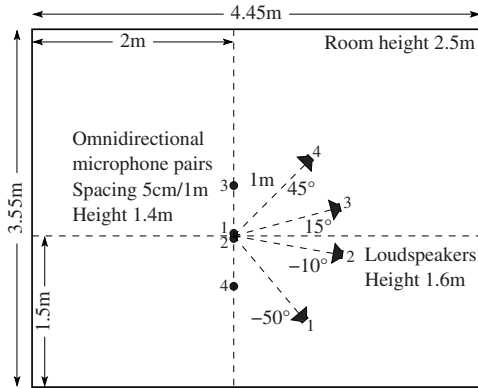 4.45m
2m
Room height 2.5m
Omnidirectional
microphone pairs
Spacing 5cm/1m
Height 1.4m
3.55m
1.5m
3
1
2
4
1m
4
45°
3
15°
2
−10°
1
−50°
Loudspeakers
Height 1.6m